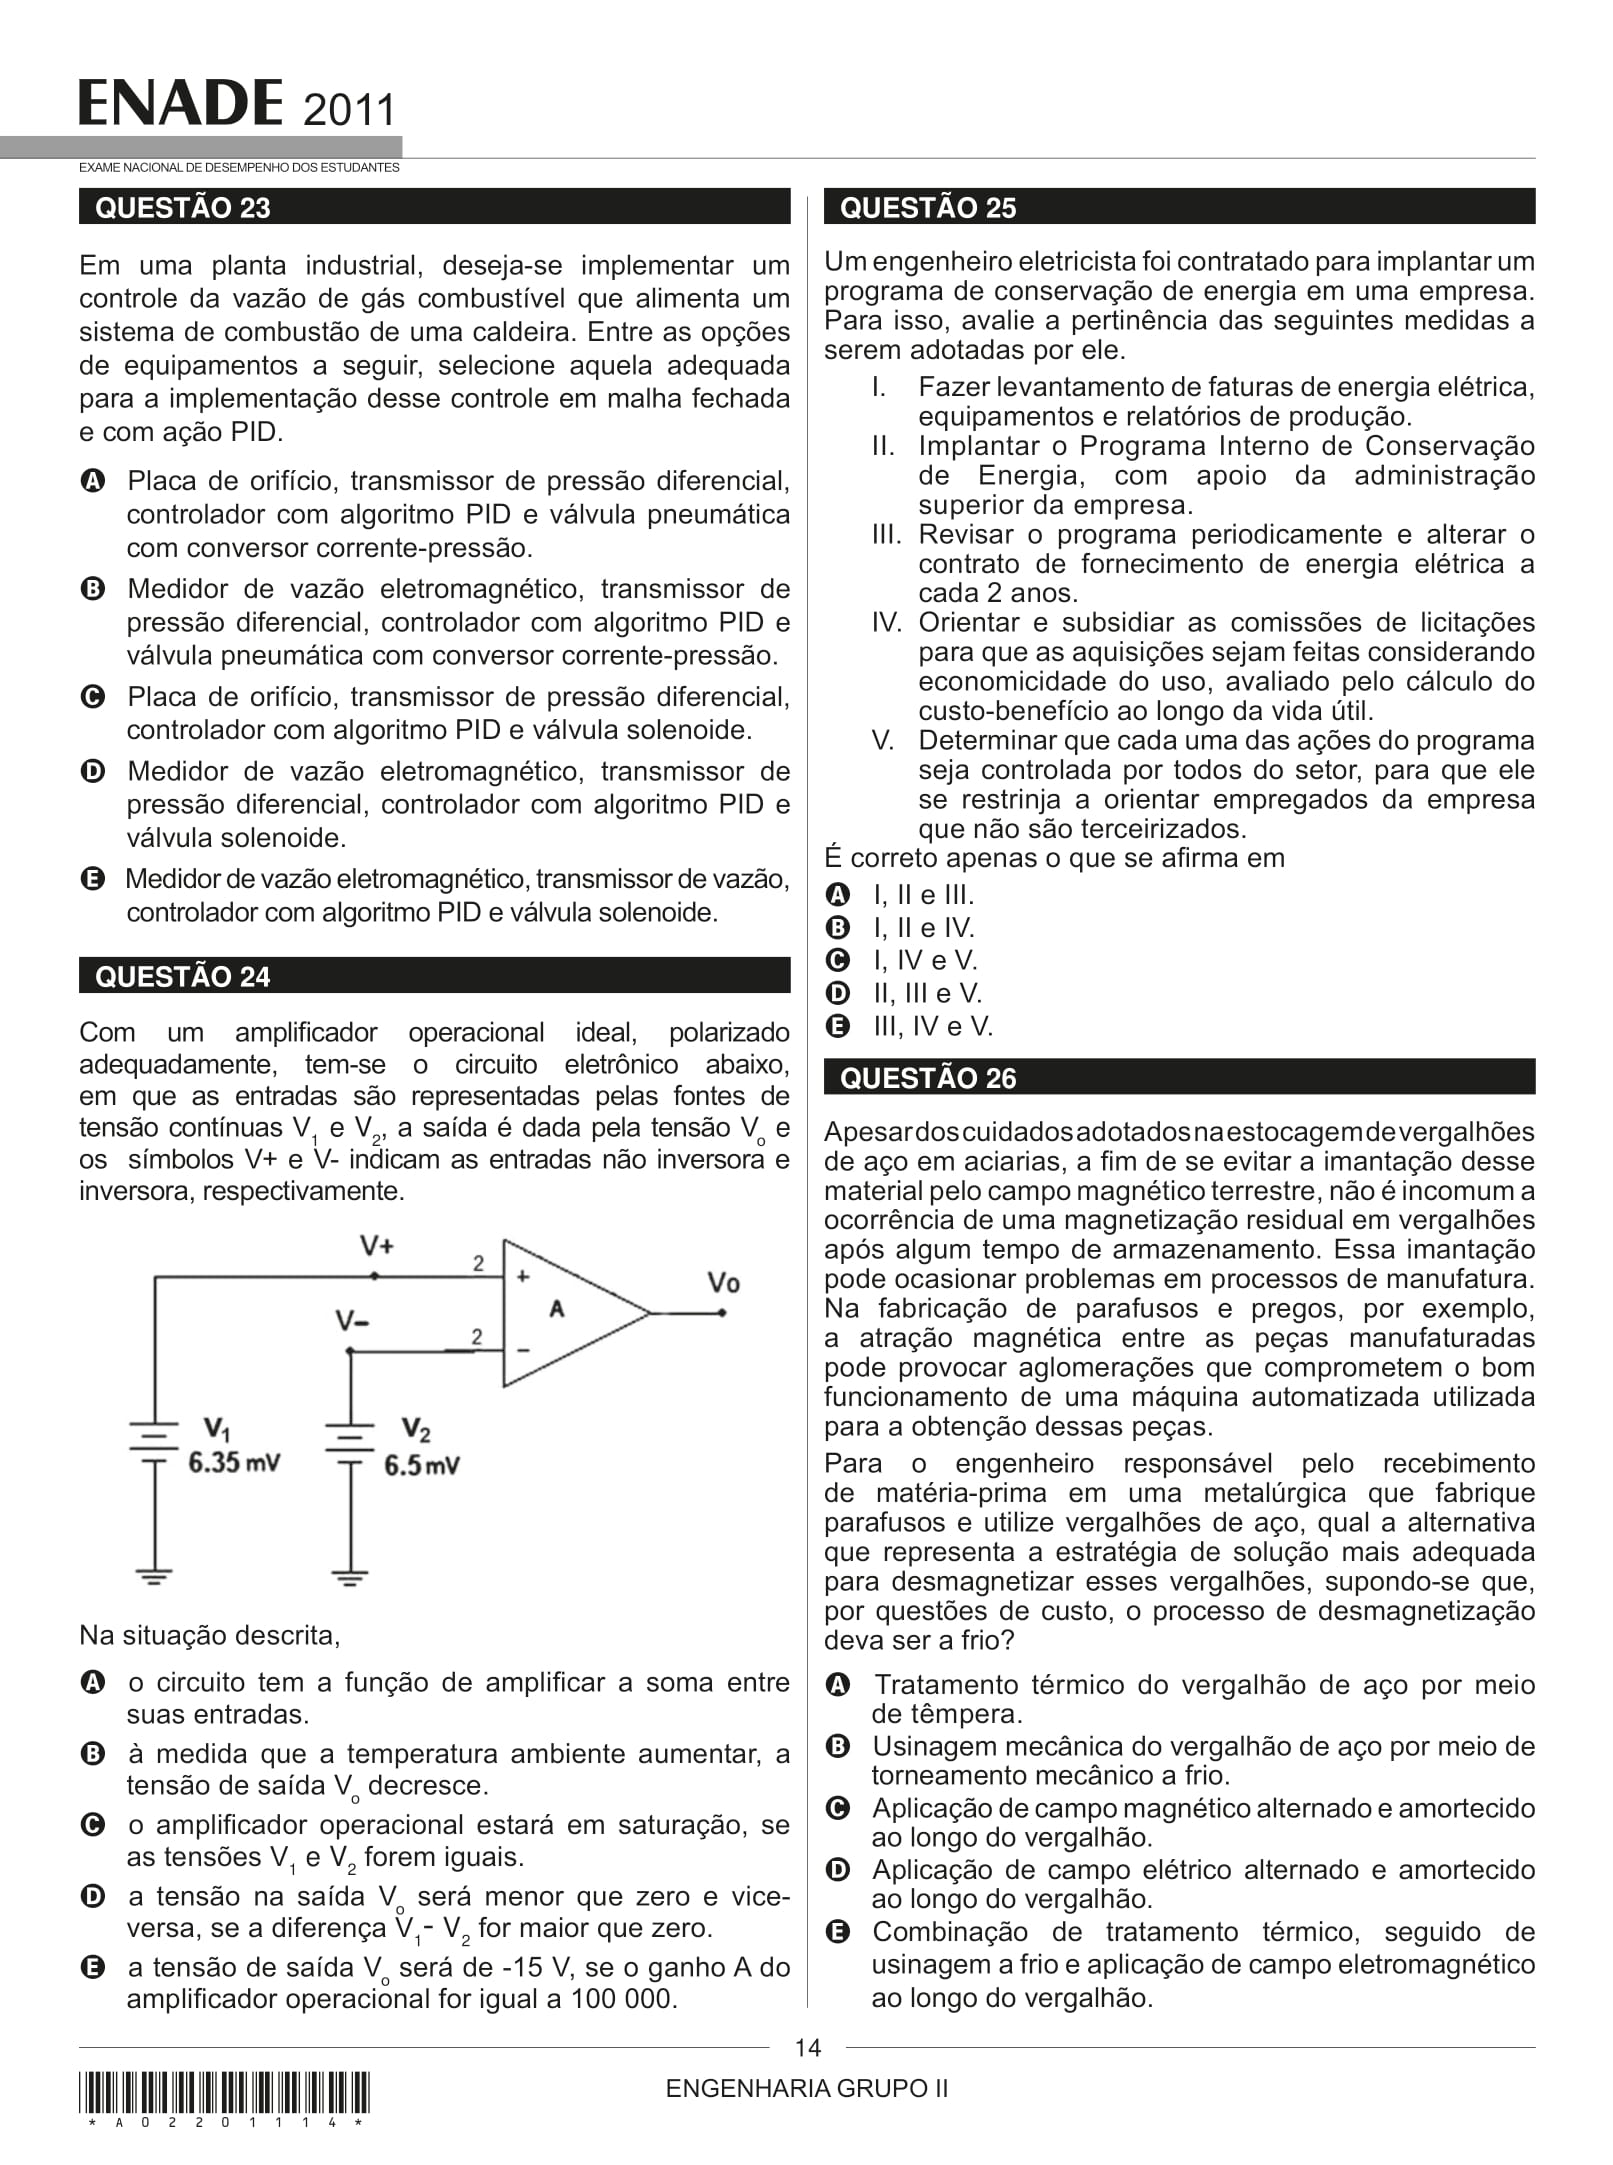 ENADE 2011
EXAME NACIONAL DE DESEMPENHO DOS ESTUDANTES
QUESTÃO 23
Em uma planta industrial, deseja-se implementar um
controle da vazão de gás combustível que alimenta um
sistema de combustão de uma caldeira. Entre as opções
de equipamentos a seguir, selecione aquela adequada
para a implementação desse controle em malha fechada
e com ação PID.
A Placa de orifício, transmissor de pressão diferencial,
controlador com algoritmo PID e válvula pneumática
com conversor corrente-pressão.
B Medidor de vazão eletromagnético, transmissor de
pressão diferencial, controlador com algoritmo PID e
válvula pneumática com conversor corrente-pressão.
C Placa de orifício, transmissor de pressão diferencial,
controlador com algoritmo PID e válvula solenoide.
D Medidor de vazão eletromagnético, transmissor de
pressão diferencial, controlador com algoritmo PID e
válvula solenoide.
E Medidor de vazão eletromagnético, transmissor de vazão,
controlador com algoritmo PID e válvula solenoide.
QUESTÃO 24
Com um amplificador operacional ideal, polarizado
adequadamente, tem-se o circuito eletrônico abaixo,
em que as entradas são representadas pelas fontes de
tensão contínuas V1 e V2, a saída é dada pela tensão Vo e
os símbolos V+ e V- indicam as entradas não inversora e
inversora, respectivamente.
V+
2
+
Vo
A
V-
2
-
V1
6.35 mV
V2
6.5 mV
Na situação descrita,
A o circuito tem a função de amplificar a soma entre
suas entradas.
B à medida que a temperatura ambiente aumentar, a
tensão de saída Vo decresce.
C o amplificador operacional estará em saturação, se
as tensões V1 e V2 forem iguais.
D a tensão na saída Vo será menor que zero e vice-
versa, se a diferença V1- V2 for maior que zero.
E a tensão de saída Vo será de -15 V, se o ganho A do
amplificador operacional for igual a 100 000.
QUESTÃO 25
Um engenheiro eletricista foi contratado para implantar um
programa de conservação de energia em uma empresa.
Para isso, avalie a pertinência das seguintes medidas a
serem adotadas por ele.
I. Fazer levantamento de faturas de energia elétrica,
equipamentos e relatórios de produção.
II. Implantar o Programa Interno de Conservação
de Energia, com apoio da administração
superior da empresa.
III. Revisar o programa periodicamente e alterar o
contrato de fornecimento de energia elétrica a
cada 2 anos.
IV. Orientar e subsidiar as comissões de licitações
para que as aquisições sejam feitas considerando
economicidade do uso, avaliado pelo cálculo do
custo-benefício ao longo da vida útil.
V. Determinar que cada uma das ações do programa
seja controlada por todos do setor, para que ele
se restrinja a orientar empregados da empresa
que não são terceirizados.
É correto apenas o que se afirma em
A I, II e III.
B I, II e IV.
C I, IV e V.
D II, III e V.
E III, IV e V.
QUESTÃO 26
Apesar dos cuidados adotados na estocagem de vergalhões
de aço em aciarias, a fim de se evitar a imantação desse
material pelo campo magnético terrestre, não é incomum a
ocorrência de uma magnetização residual em vergalhões
após algum tempo de armazenamento. Essa imantação
pode ocasionar problemas em processos de manufatura.
Na fabricação de parafusos e pregos, por exemplo,
a atração magnética entre as peças manufaturadas
pode provocar aglomerações que comprometem o bom
funcionamento de uma máquina automatizada utilizada
para a obtenção dessas peças.
Para o engenheiro responsável pelo recebimento
de matéria-prima em uma metalúrgica que fabrique
parafusos e utilize vergalhões de aço, qual a alternativa
que representa a estratégia de solução mais adequada
para desmagnetizar esses vergalhões, supondo-se que,
por questões de custo, o processo de desmagnetização
deva ser a frio?
A Tratamento térmico do vergalhão de aço por meio
de têmpera.
B Usinagem mecânica do vergalhão de aço por meio de
torneamento mecânico a frio.
C Aplicação de campo magnético alternado e amortecido
ao longo do vergalhão.
D Aplicação de campo elétrico alternado e amortecido
ao longo do vergalhão.
E Combinação de tratamento térmico, seguido de
usinagem a frio e aplicação de campo eletromagnético
ao longo do vergalhão.
14
ENGENHARIA GRUPO II
* A 0 2 2 0 1 1 1 4 *